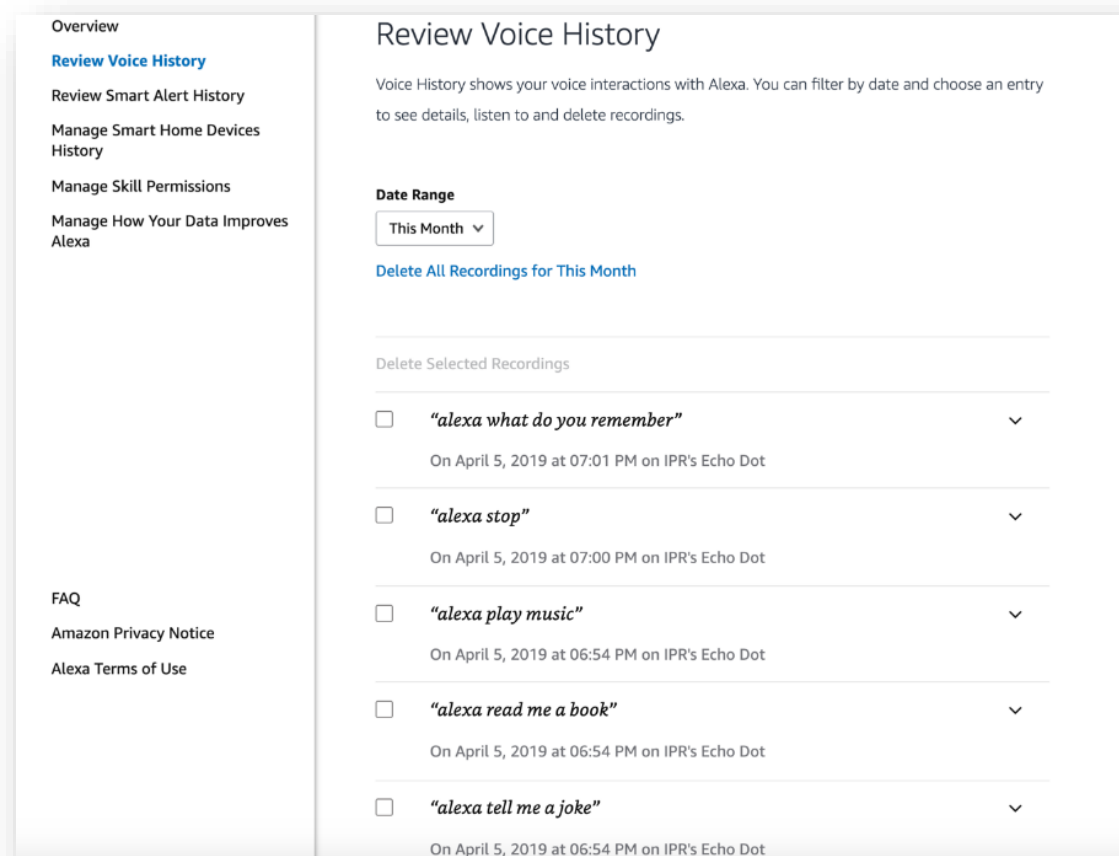 Overview
Review Voice History
Review Smart Alert History
Manage Smart Home Devices
History
Manage Skill Permissions
Manage How Your Data Improves
Alexa
FAQ
Amazon Privacy Notice
Alexa Terms of Use
Review Voice History
Voice History shows your voice interactions with Alexa. You can filter by date and choose an entry
to see details, listen to and delete recordings.
Date Range
This Month
Delete All Recordings for This Month
Delete Selected Recordings
“alexa what do you remember”
On April 5, 2019 at 07:01 PM on IPR's Echo Dot
“alexa stop”
On April 5, 2019 at 07:00 PM on IPR's Echo Dot
“alexa play music”
On April 5, 2019 at 06:54 PM on IPR's Echo Dot
“alexa read me a book”
On April 5, 2019 at 06:54 PM on IPR's Echo Dot
“alexa tell me a joke”
On April 5, 2019 at 06:54 PM on IPR's Echo Dot